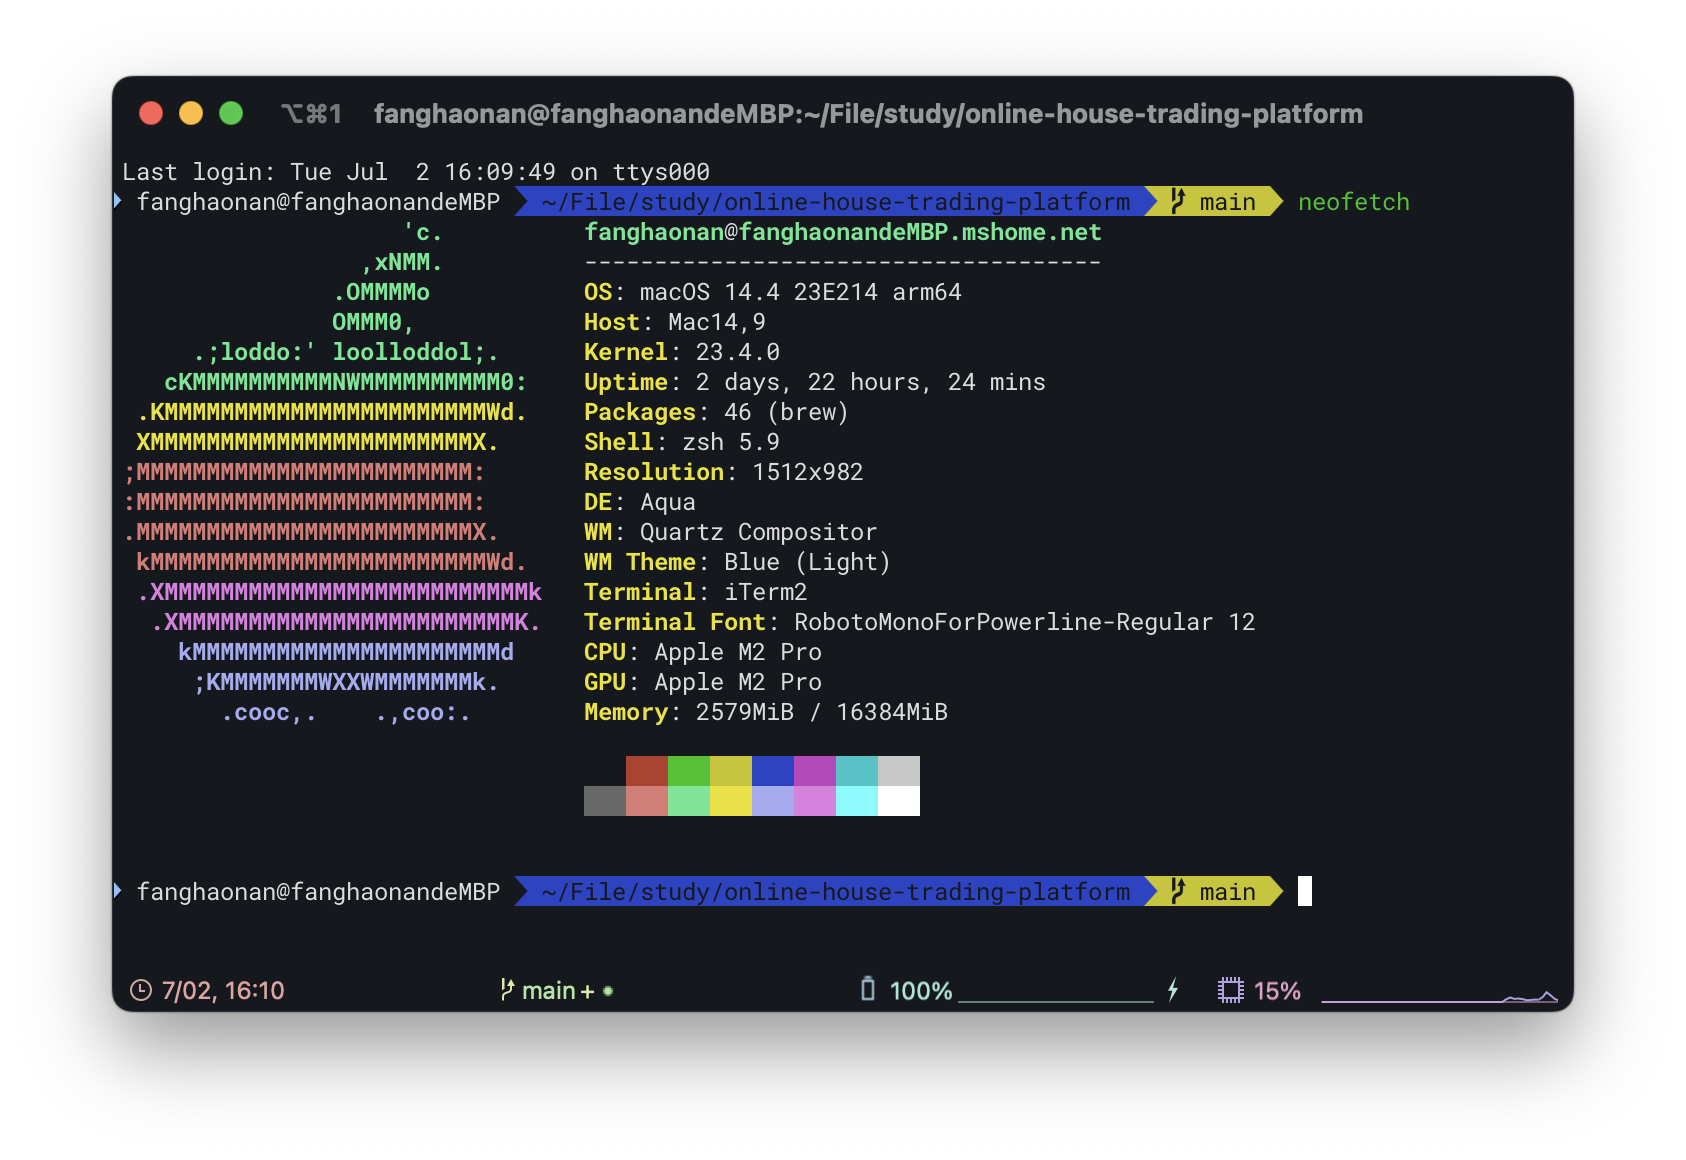 ⌥⌘1 fanghaonan@fanghaonandeMBP:~/File/study/online-house-trading-platform
Last login: Tue Jul  2 16:09:49 on ttys000
fanghaonan@fanghaonandeMBP ~/File/study/online-house-trading-platform main neofetch
                    'c.          fanghaonan@fanghaonandeMBP.mshome.net
                 ,xNMM.          -------------------------------------
               .OMMMMo           OS: macOS 14.4 23E214 arm64
               OMMM0,            Host: Mac14,9
     .;loddo:' loolloddol;.      Kernel: 23.4.0
   cKMMMMMMMMMMNWMMMMMMMMMM0:    Uptime: 2 days, 22 hours, 24 mins
 .KMMMMMMMMMMMMMMMMMMMMMMMWd.    Packages: 46 (brew)
 XMMMMMMMMMMMMMMMMMMMMMMMX.      Shell: zsh 5.9
;MMMMMMMMMMMMMMMMMMMMMMMM:       Resolution: 1512x982
:MMMMMMMMMMMMMMMMMMMMMMMM:       DE: Aqua
.MMMMMMMMMMMMMMMMMMMMMMMMX.      WM: Quartz Compositor
 kMMMMMMMMMMMMMMMMMMMMMMMMWd.    WM Theme: Blue (Light)
 .XMMMMMMMMMMMMMMMMMMMMMMMMMMk   Terminal: iTerm2
  .XMMMMMMMMMMMMMMMMMMMMMMMMK.   Terminal Font: RobotoMonoForPowerline-Regular 12
    kMMMMMMMMMMMMMMMMMMMMMMd     CPU: Apple M2 Pro
     ;KMMMMMMMWXXWMMMMMMMk.      GPU: Apple M2 Pro
       .cooc,.    .,coo:.        Memory: 2579MiB / 16384MiB
fanghaonan@fanghaonandeMBP ~/File/study/online-house-trading-platform main
7/02, 16:10 main+ 100% 15%